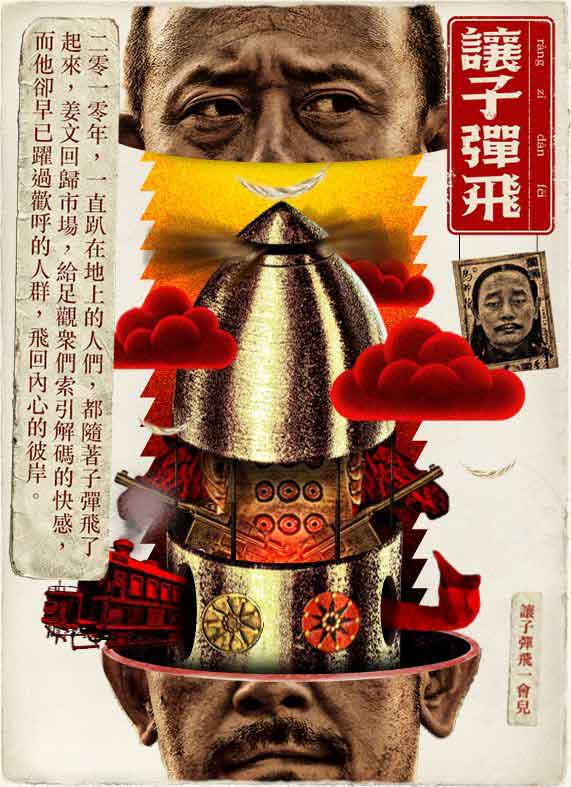 讓子彈飛
ràng zi dàn fēi
二零一零年，一直趴在地上的人們，都隨著子彈飛了
起來，姜文回歸市場，給足觀衆們索引解碼的快感，
而他卻早已躍過歡呼的人群，飛回內心的彼岸。
讓子彈飛一會兒